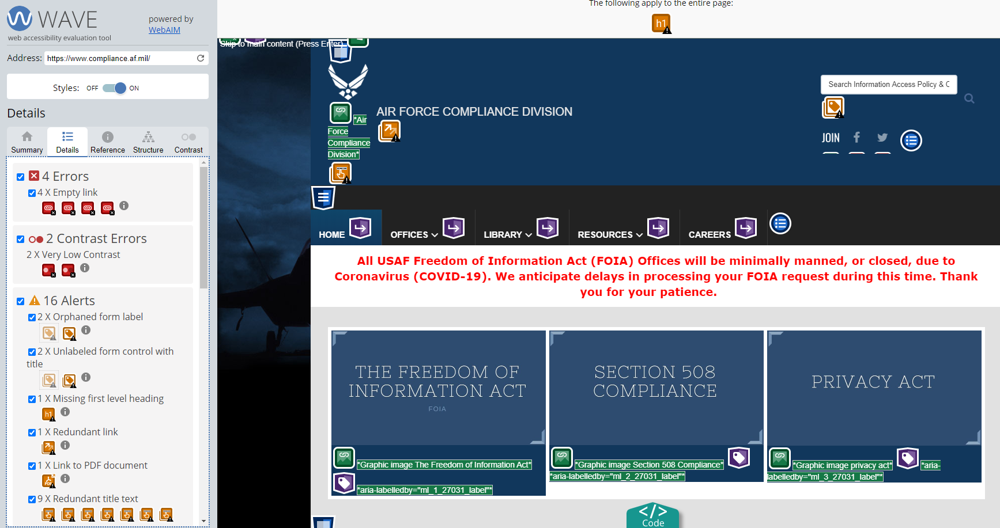 WAVE
web accessibility evaluation tool
powered by
WebAIM
Address: https://www.compliance.af.mil/
Styles: OFF ON
Details
Summary Details Reference Structure Contrast
4 Errors
4 X Empty link
2 Contrast Errors
2 X Very Low Contrast
16 Alerts
2 X Orphaned form label
2 X Unlabeled form control with
title
1 X Missing first level heading
h1
1 X Redundant link
1 X Link to PDF document
PDF
9 X Redundant title text
The following apply to the entire page:
h1
Skip to main content (Press Enter)
*Air
Force
Compliance
Division*
AIR FORCE COMPLIANCE DIVISION
Search Information Access Policy & C
JOIN
HOME OFFICES LIBRARY RESOURCES CAREERS
All USAF Freedom of Information Act (FOIA) Offices will be minimally manned, or closed, due to
Coronavirus (COVID-19). We anticipate delays in processing your FOIA request during this time. Thank
you for your patience.
THE FREEDOM OF
INFORMATION ACT
FOIA
*Graphic image The Freedom of Information Act*
*aria-labelledby="ml_1_27031_label"*
SECTION 508
COMPLIANCE
*Graphic image Section 508 Compliance*
*aria-labelledby="ml_2_27031_label"*
PRIVACY ACT
*Graphic image privacy act* *aria-
labelledby="ml_3_27031_label"*
</>
Code